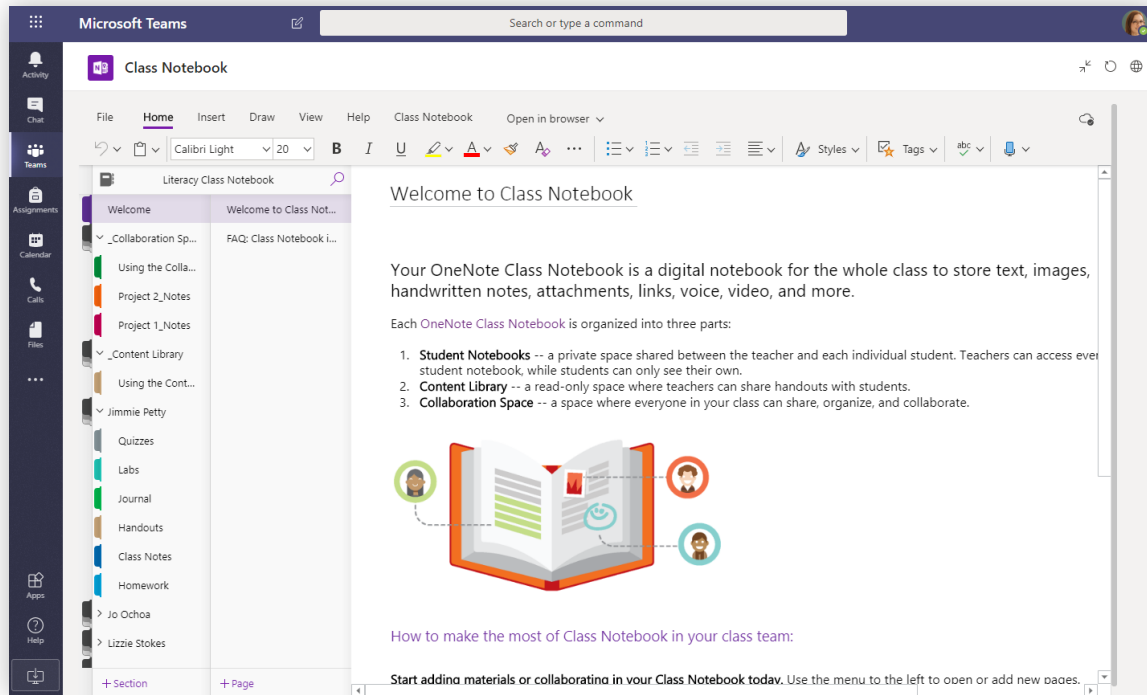 Microsoft Teams
Search or type a command
Activity
Chat
Teams
Assignments
Calendar
Calls
Files
Apps
Help
Class Notebook
File Home Insert Draw View Help Class Notebook Open in browser
Calibri Light 20 B I U A A Styles Tags abc
Literacy Class Notebook
Welcome
_Collaboration Sp...
Using the Colla...
Project 2_Notes
Project 1_Notes
_Content Library
Using the Cont...
Jimmie Petty
Quizzes
Labs
Journal
Handouts
Class Notes
Homework
Jo Ochoa
Lizzie Stokes
+ Section
Welcome to Class Not...
FAQ: Class Notebook i...
+ Page
Welcome to Class Notebook
Your OneNote Class Notebook is a digital notebook for the whole class to store text, images,
handwritten notes, attachments, links, voice, video, and more.
Each OneNote Class Notebook is organized into three parts:
1. Student Notebooks -- a private space shared between the teacher and each individual student. Teachers can access ever
student notebook, while students can only see their own.
2. Content Library -- a read-only space where teachers can share handouts with students.
3. Collaboration Space -- a space where everyone in your class can share, organize, and collaborate.
How to make the most of Class Notebook in your class team:
Start adding materials or collaborating in your Class Notebook today. Use the menu to the left to open or add new pages.